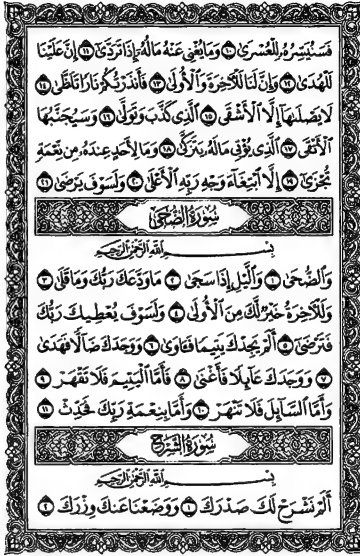 فَسَنُيَسِّرُهُۥ لِلْعُسْرَىٰ ١٠ وَمَا يُغْنِي عَنْهُ مَالُهُۥٓ إِذَا تَرَدَّىٰٓ ١١ إِنَّ عَلَيْنَا
لَلْهُدَىٰ ١٢ وَإِنَّ لَنَا لَلْءَاخِرَةَ وَٱلْأُولَىٰ ١٣ فَأَنذَرْتُكُمْ نَارًا تَلَظَّىٰ ١٤
لَا يَصْلَىٰهَآ إِلَّا ٱلْأَشْقَى ١٥ ٱلَّذِي كَذَّبَ وَتَوَلَّىٰ ١٦ وَسَيُجَنَّبُهَا
ٱلْأَتْقَى ١٧ ٱلَّذِي يُؤْتِي مَالَهُۥ يَتَزَكَّىٰ ١٨ وَمَا لِأَحَدٍ عِندَهُۥ مِن نِّعْمَةٍ
تُجْزَىٰٓ ١٩ إِلَّا ٱبْتِغَآءَ وَجْهِ رَبِّهِ ٱلْأَعْلَىٰ ٢٠ وَلَسَوْفَ يَرْضَىٰ ٢١
سُورَةُ الضُّحَى
بِسْمِ ٱللَّهِ ٱلرَّحْمَٰنِ ٱلرَّحِيمِ
وَٱلضُّحَىٰ ١ وَٱلَّيْلِ إِذَا سَجَىٰ ٢ مَا وَدَّعَكَ رَبُّكَ وَمَا قَلَىٰ ٣
وَلَلْءَاخِرَةُ خَيْرٌ لَّكَ مِنَ ٱلْأُولَىٰ ٤ وَلَسَوْفَ يُعْطِيكَ رَبُّكَ
فَتَرْضَىٰٓ ٥ أَلَمْ يَجِدْكَ يَتِيمًا فَـَٔاوَىٰ ٦ وَوَجَدَكَ ضَآلًّا فَهَدَىٰ
٧ وَوَجَدَكَ عَآئِلًا فَأَغْنَىٰ ٨ فَأَمَّا ٱلْيَتِيمَ فَلَا تَقْهَرْ ٩
وَأَمَّا ٱلسَّآئِلَ فَلَا تَنْهَرْ ١٠ وَأَمَّا بِنِعْمَةِ رَبِّكَ فَحَدِّثْ ١١
سُورَةُ الشَّرْحِ
بِسْمِ ٱللَّهِ ٱلرَّحْمَٰنِ ٱلرَّحِيمِ
أَلَمْ نَشْرَحْ لَكَ صَدْرَكَ ١ وَوَضَعْنَا عَنكَ وِزْرَكَ ٢